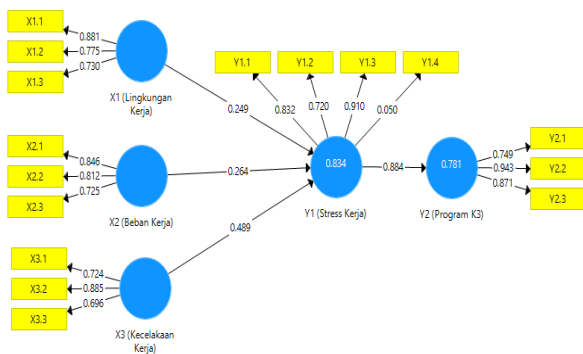 X1.1
X1.2
X1.3
0.881
0.775
0.730
X1 (Lingkungan
Kerja)
Y1.1
Y1.2
Y1.3
Y1.4
0.832
0.720
0.910
0.050
0.249
X2.1
X2.2
X2.3
0.846
0.812
0.725
X2 (Beban Kerja)
0.264
0.834
Y1 (Stress Kerja)
0.884
0.781
Y2 (Program K3)
0.749
0.943
0.871
Y2.1
Y2.2
Y2.3
0.489
X3.1
X3.2
X3.3
0.724
0.885
0.696
X3 (Kecelakaan
Kerja)